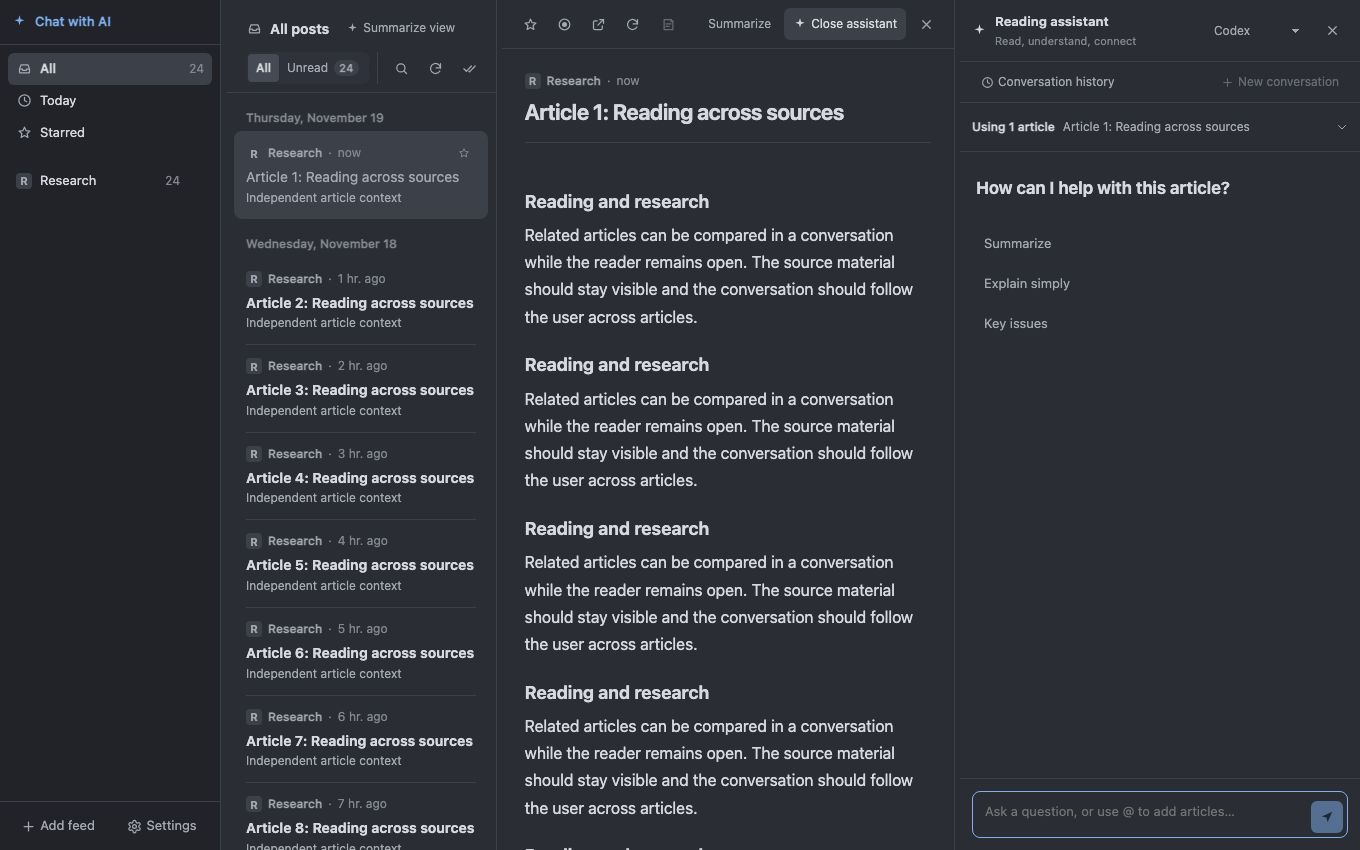 Chat with AI
All 24
Today
Starred
R Research 24
+ Add feed
Settings
All posts
Summarize view
All
Unread 24
Thursday, November 19
R Research · now
Article 1: Reading across sources
Independent article context
Wednesday, November 18
R Research · 1 hr. ago
Article 2: Reading across sources
Independent article context
R Research · 2 hr. ago
Article 3: Reading across sources
Independent article context
R Research · 3 hr. ago
Article 4: Reading across sources
Independent article context
R Research · 4 hr. ago
Article 5: Reading across sources
Independent article context
R Research · 5 hr. ago
Article 6: Reading across sources
Independent article context
R Research · 6 hr. ago
Article 7: Reading across sources
Independent article context
R Research · 7 hr. ago
Article 8: Reading across sources
Independent article context
Summarize
Close assistant
R Research · now
Article 1: Reading across sources
Reading and research
Related articles can be compared in a conversation
while the reader remains open. The source material
should stay visible and the conversation should follow
the user across articles.
Reading and research
Related articles can be compared in a conversation
while the reader remains open. The source material
should stay visible and the conversation should follow
the user across articles.
Reading and research
Related articles can be compared in a conversation
while the reader remains open. The source material
should stay visible and the conversation should follow
the user across articles.
Reading and research
Related articles can be compared in a conversation
while the reader remains open. The source material
should stay visible and the conversation should follow
the user across articles.
Reading assistant
Read, understand, connect
Codex
Conversation history
+ New conversation
Using 1 article Article 1: Reading across sources
How can I help with this article?
Summarize
Explain simply
Key issues
Ask a question, or use @ to add articles...